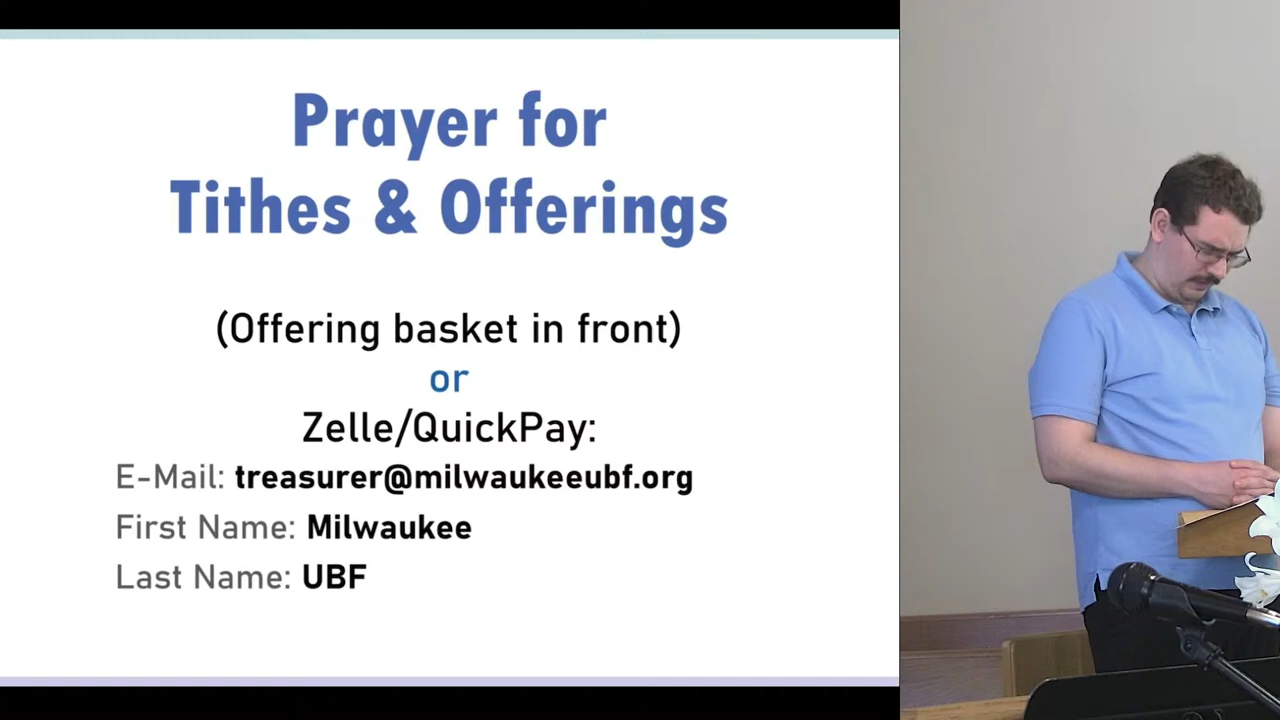 Prayer for
Tithes & Offerings
(Offering basket in front)
or
Zelle/QuickPay:
E-Mail: treasurer@milwaukeeubf.org
First Name: Milwaukee
Last Name: UBF